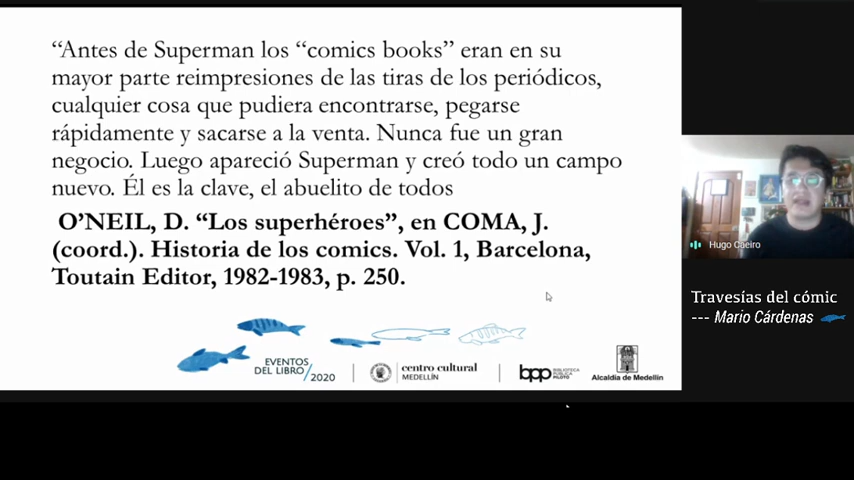 “Antes de Superman los “comics books” eran en su
mayor parte reimpresiones de las tiras de los periódicos,
cualquier cosa que pudiera encontrarse, pegarse
rápidamente y sacarse a la venta. Nunca fue un gran
negocio. Luego apareció Superman y creó todo un campo
nuevo. Él es la clave, el abuelito de todos
O’NEIL, D. “Los superhéroes”, en COMA, J.
(coord.). Historia de los comics. Vol. 1, Barcelona,
Toutain Editor, 1982-1983, p. 250.
Hugo Caeiro
Travesías del cómic
--- Mario Cárdenas
EVENTOS
DEL LIBRO/2020
centro cultural
MEDELLÍN
bpp BIBLIOTECA
PÚBLICA
PILOTO
Alcaldía de Medellín